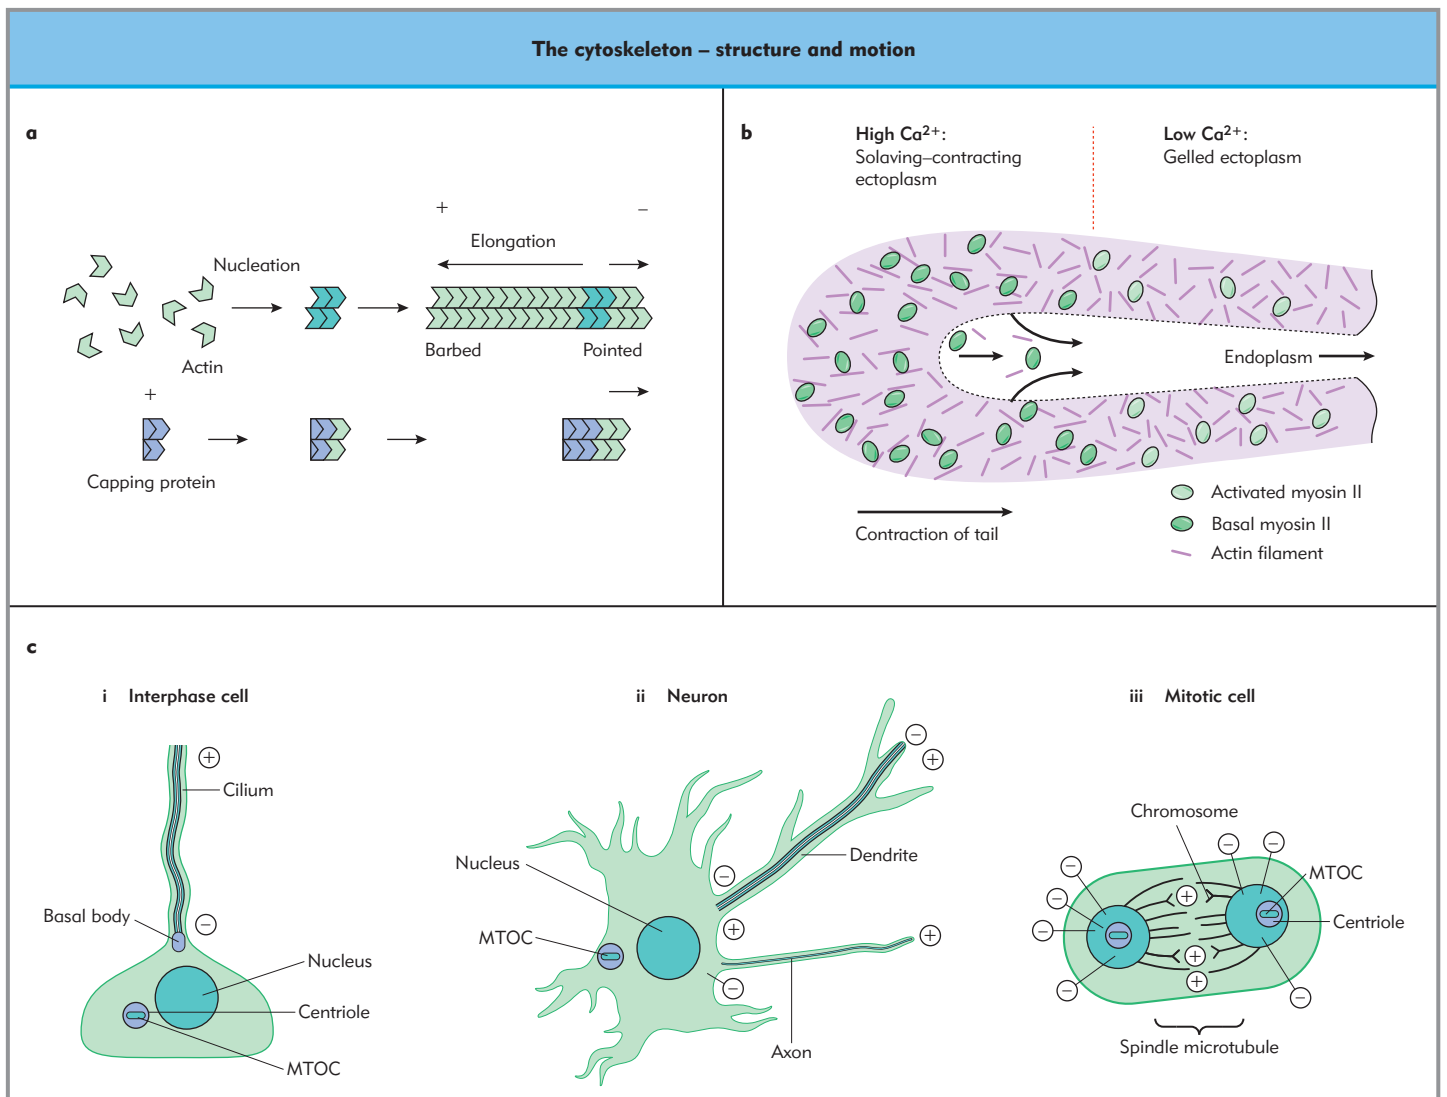 The cytoskeleton – structure and motion
a
+
–
Elongation
Nucleation
Actin
Barbed
Pointed
+
Capping protein
b
High Ca2+:
Solaving–contracting
ectoplasm
Low Ca2+:
Gelled ectoplasm
Endoplasm
Contraction of tail
Activated myosin II
Basal myosin II
Actin filament
c
i Interphase cell
+
Cilium
Basal body
–
Nucleus
Centriole
MTOC
ii Neuron
–
+
Dendrite
Nucleus
–
MTOC
+
+
–
Axon
iii Mitotic cell
Chromosome
–
–
–
MTOC
–
+
Centriole
–
+
–
+
–
Spindle microtubule